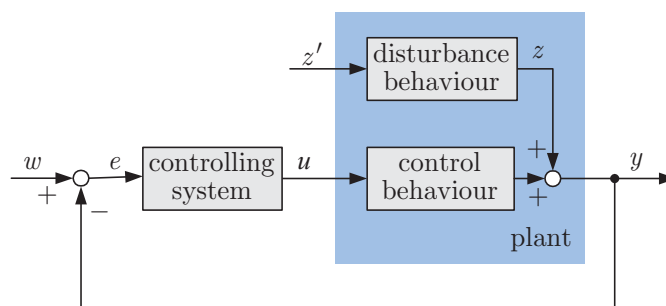 z′
disturbance
behaviour
z
w
+
−
e
controlling
system
u
control
behaviour
+
+
y
plant